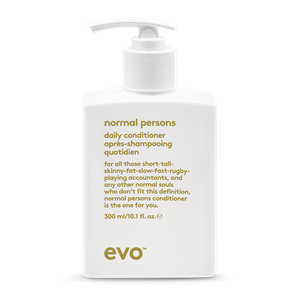 normal persons
daily conditioner
après-shampooing
quotidien
for all those short-tall-
skinny-fat-slow-fast-rugby-
playing accountants, and
any other normal souls
who don't fit this definition,
normal persons conditioner
is the one for you.
300 ml/10.1 fl. oz.℮
evo™